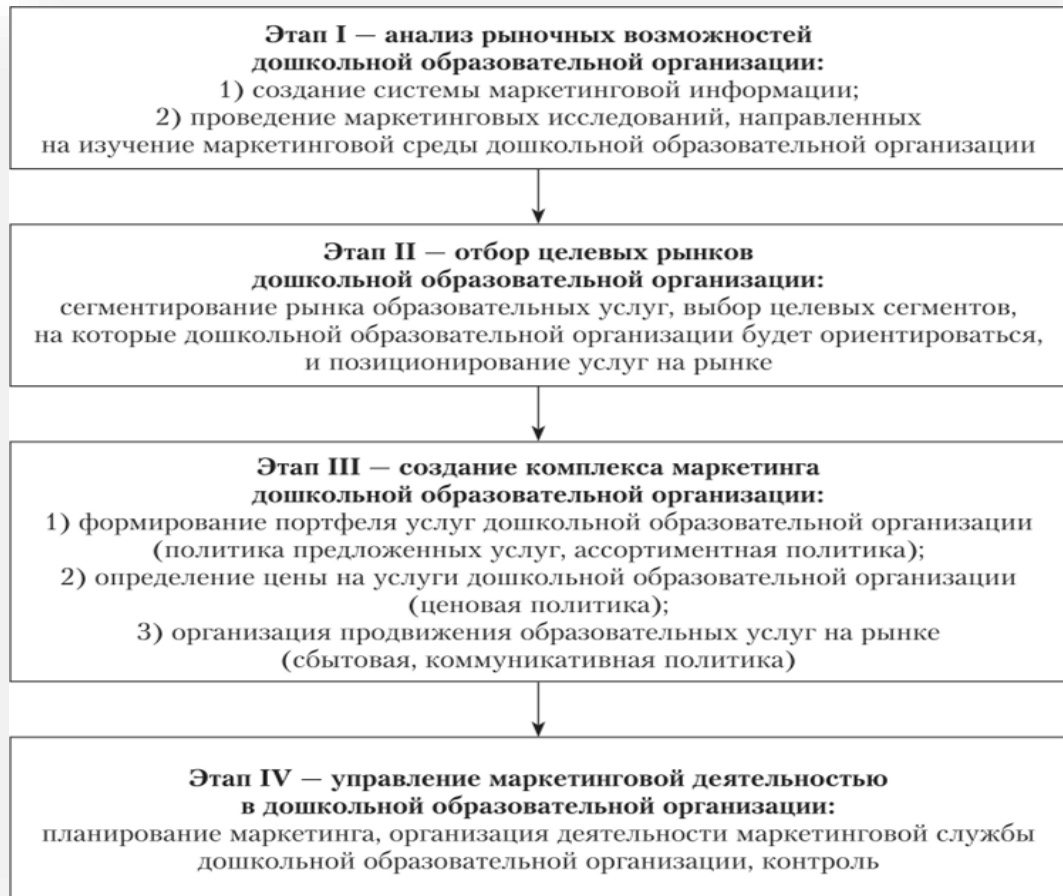 Этап I — анализ рыночных возможностей
дошкольной образовательной организации:
1) создание системы маркетинговой информации;
2) проведение маркетинговых исследований, направленных
на изучение маркетинговой среды дошкольной образовательной организации
Этап II — отбор целевых рынков
дошкольной образовательной организации:
сегментирование рынка образовательных услуг, выбор целевых сегментов,
на которые дошкольной образовательной организации будет ориентироваться,
и позиционирование услуг на рынке
Этап III — создание комплекса маркетинга
дошкольной образовательной организации:
1) формирование портфеля услуг дошкольной образовательной организации
(политика предложенных услуг, ассортиментная политика);
2) определение цены на услуги дошкольной образовательной организации
(ценовая политика);
3) организация продвижения образовательных услуг на рынке
(сбытовая, коммуникативная политика)
Этап IV — управление маркетинговой деятельностью
в дошкольной образовательной организации:
планирование маркетинга, организация деятельности маркетинговой службы
дошкольной образовательной организации, контроль